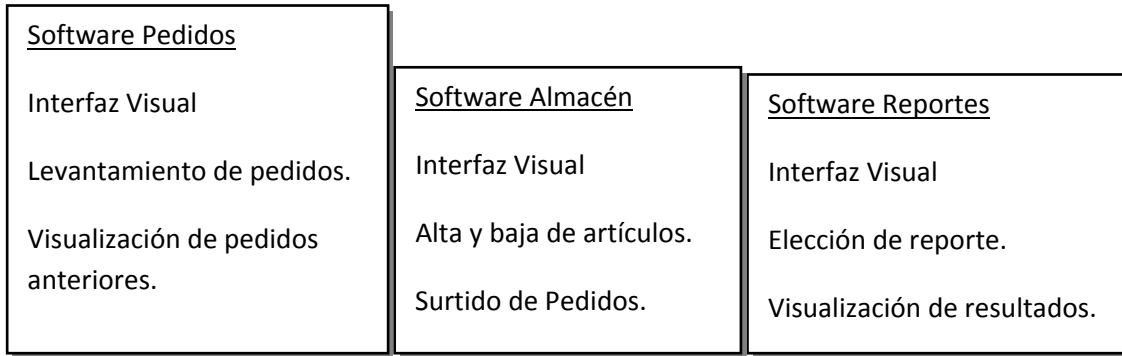 Software Pedidos
Interfaz Visual
Levantamiento de pedidos.
Visualización de pedidos
anteriores.
Software Almacén
Interfaz Visual
Alta y baja de artículos.
Surtido de Pedidos.
Software Reportes
Interfaz Visual
Elección de reporte.
Visualización de resultados.